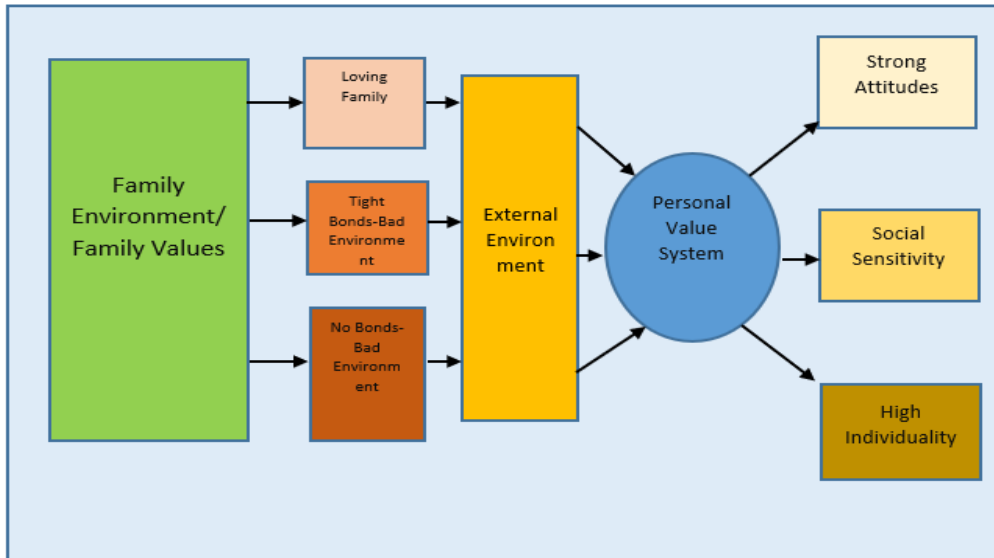 Family
Environment/
Family Values
Loving
Family
Tight
Bonds-Bad
Environme
nt
No Bonds-
Bad
Environm
ent
External
Environ
ment
Personal
Value
System
Strong
Attitudes
Social
Sensitivity
High
Individuality